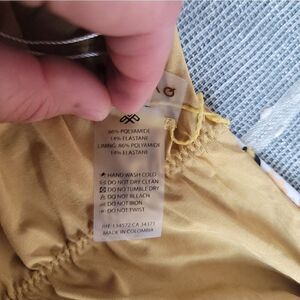 Q
86% POLYAMIDE
14% ELASTANE
LINING: 86% POLYAMIDE
14% ELASTANE
HAND WASH COLD
DO NOT DRY CLEAN
DO NOT TUMBLE DRY
DO NOT BLEACH
DO NOT IRON
DO NOT TWIST
MADE IN COLOMBIA